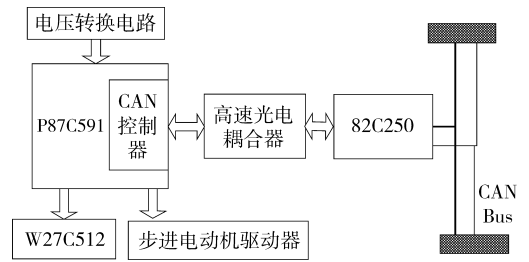 电压转换电路
P87C591
CAN
控制
器
高速光电
耦合器
82C250
CAN
Bus
W27C512
步进电动机驱动器